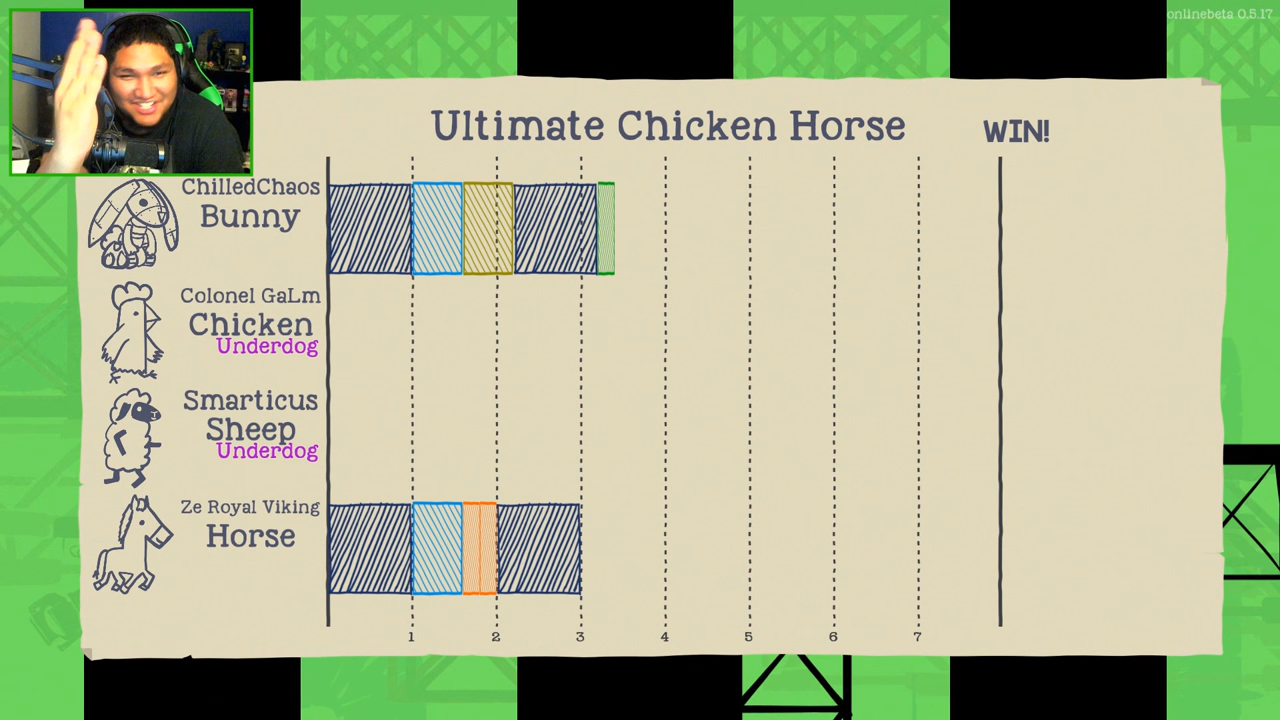 onlinebeta 0.5.17
Ultimate Chicken Horse
WIN!
ChilledChaos
Bunny
Colonel GaLm
Chicken
Underdog
Smarticus
Sheep
Underdog
Ze Royal Viking
Horse
1 2 3 4 5 6 7